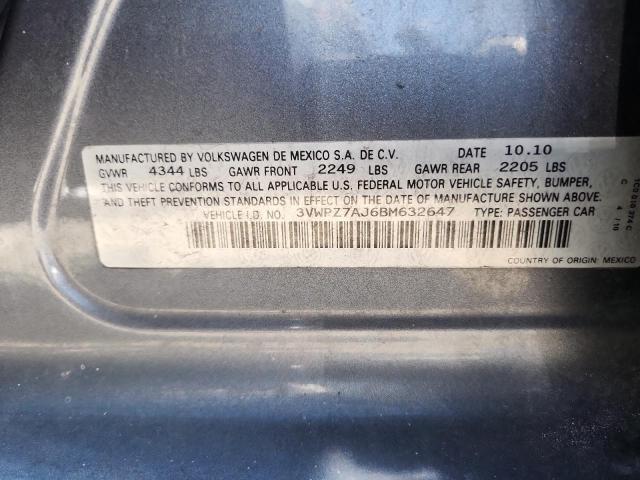 MANUFACTURED BY VOLKSWAGEN DE MEXICO S.A. DE C.V. DATE 10.10
GVWR 4344 LBS GAWR FRONT 2249 LBS GAWR REAR 2205 LBS
THIS VEHICLE CONFORMS TO ALL APPLICABLE U.S. FEDERAL MOTOR VEHICLE SAFETY, BUMPER,
AND THEFT PREVENTION STANDARDS IN EFFECT ON THE DATE OF MANUFACTURE SHOWN ABOVE.
VEHICLE I.D. NO. 3VWPZ7AJ6BM632647 TYPE: PASSENGER CAR
COUNTRY OF ORIGIN: MEXICO
C 4 / 10